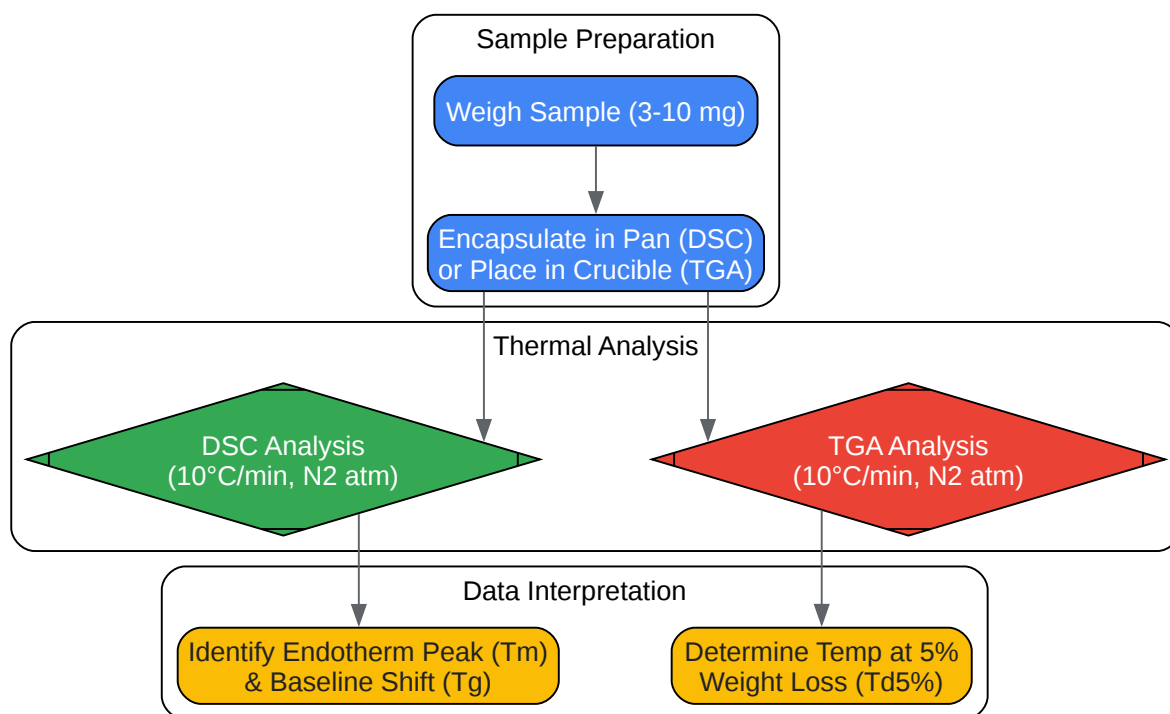 Sample Preparation
Weigh Sample (3-10 mg)
Encapsulate in Pan (DSC)
or Place in Crucible (TGA)
Thermal Analysis
DSC Analysis
(10°C/min, N2 atm)
TGA Analysis
(10°C/min, N2 atm)
Data Interpretation
Identify Endotherm Peak (Tm)
& Baseline Shift (Tg)
Determine Temp at 5%
Weight Loss (Td5%)